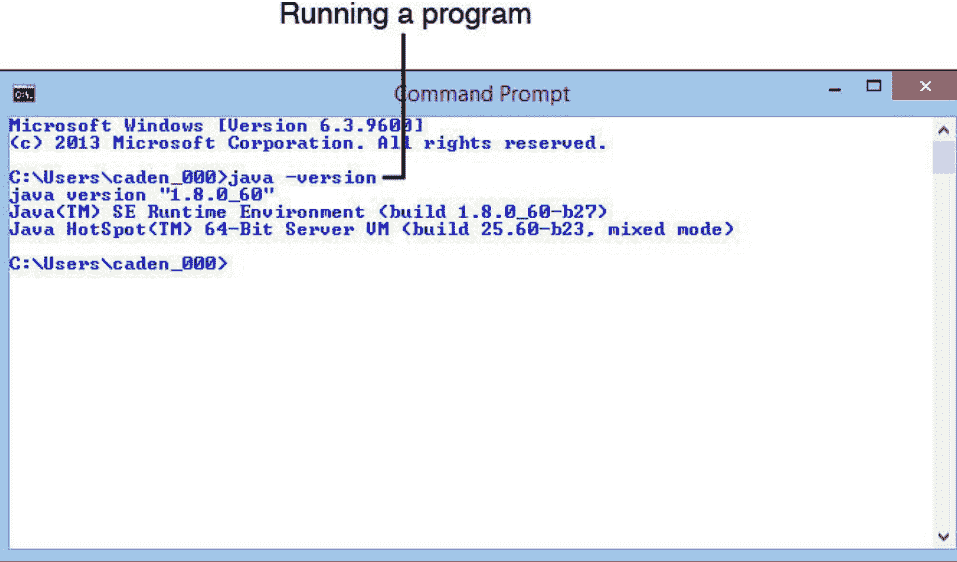 Running a program
Command Prompt
Microsoft Windows [Version 6.3.9600]
(c) 2013 Microsoft Corporation. All rights reserved.
C:\Users\caden_000>java -version
java version "1.8.0_60"
Java(TM) SE Runtime Environment (build 1.8.0_60-b27)
Java HotSpot(TM) 64-Bit Server VM (build 25.60-b23, mixed mode)
C:\Users\caden_000>